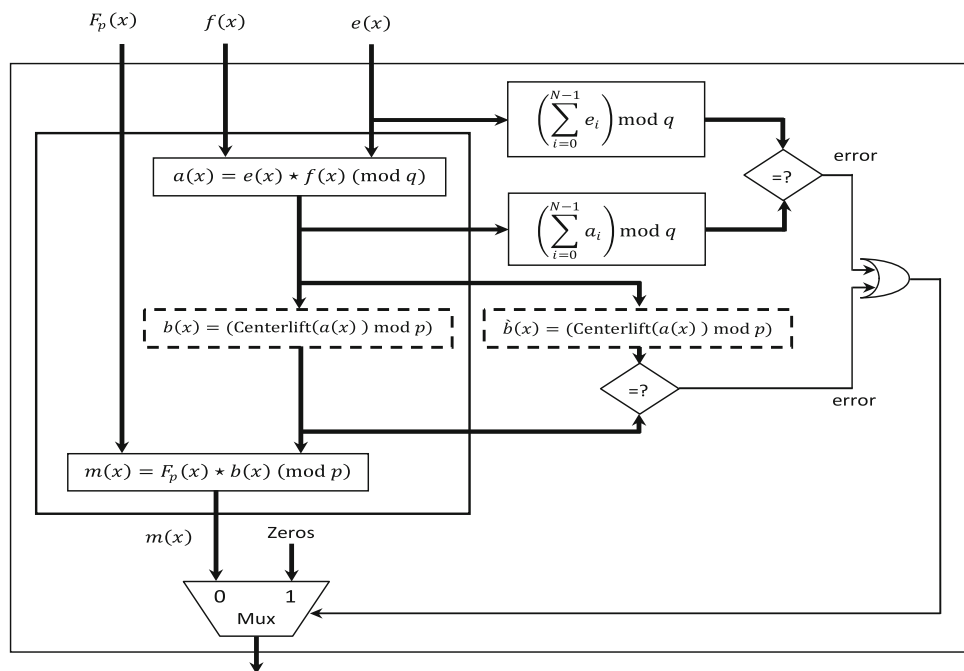 F_p(x) f(x) e(x)
(∑_{i=0}^{N−1} e_i) mod q
a(x) = e(x) ⋆ f(x) (mod q)
=?
error
(∑_{i=0}^{N−1} a_i) mod q
b(x) = (Centerlift(a(x) ) mod p)
b̀(x) = (Centerlift(a(x) ) mod p)
=?
error
m(x) = F_p(x) ⋆ b(x) (mod p)
m(x)
Zeros
0 1
Mux